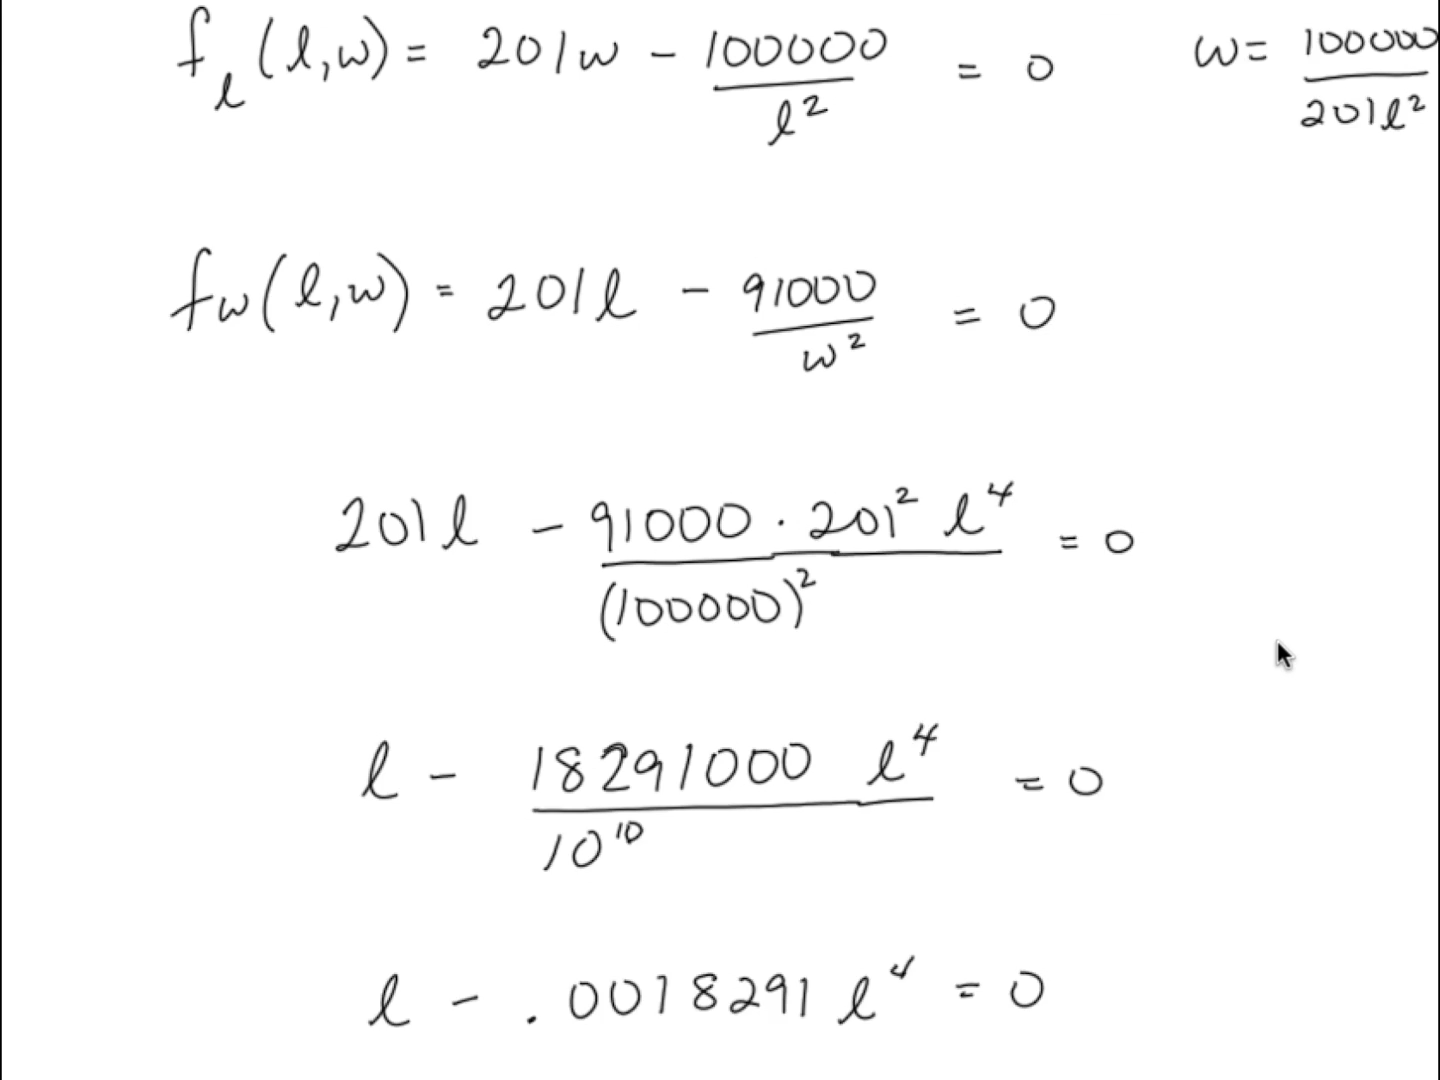 f_l (l,w) = 201w - 100000/l² = 0    w = 100000/201l²
f_w (l,w) = 201l - 91000/w² = 0
201l - 91000 · 201² l⁴/(100000)² = 0
l - 18291000 l⁴/10¹⁰ = 0
l - .0018291 l⁴ = 0